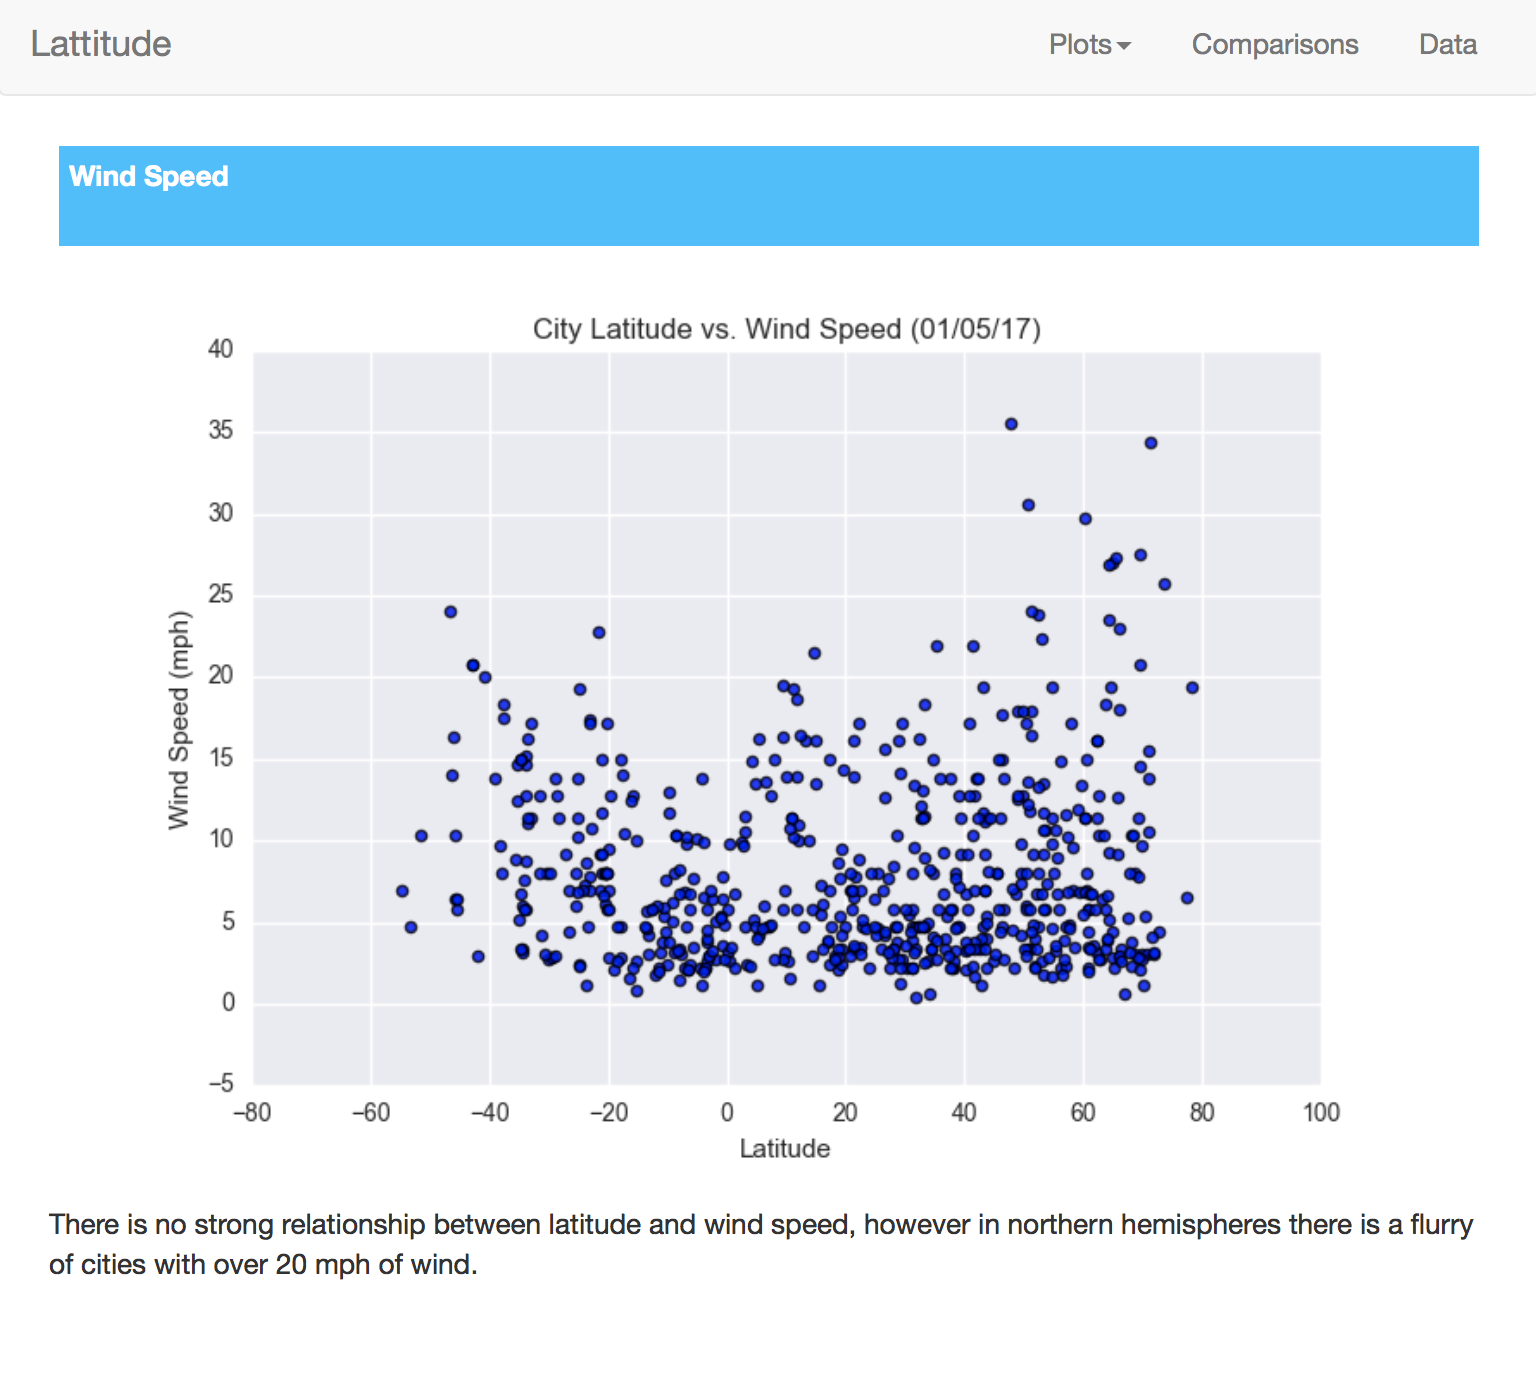 Lattitude Plots Comparisons Data
Wind Speed
City Latitude vs. Wind Speed (01/05/17)
40
35
30
25
20
15
10
5
0
−5
Wind Speed (mph)
−80 −60 −40 −20 0 20 40 60 80 100
Latitude
There is no strong relationship between latitude and wind speed, however in northern hemispheres there is a flurry
of cities with over 20 mph of wind.